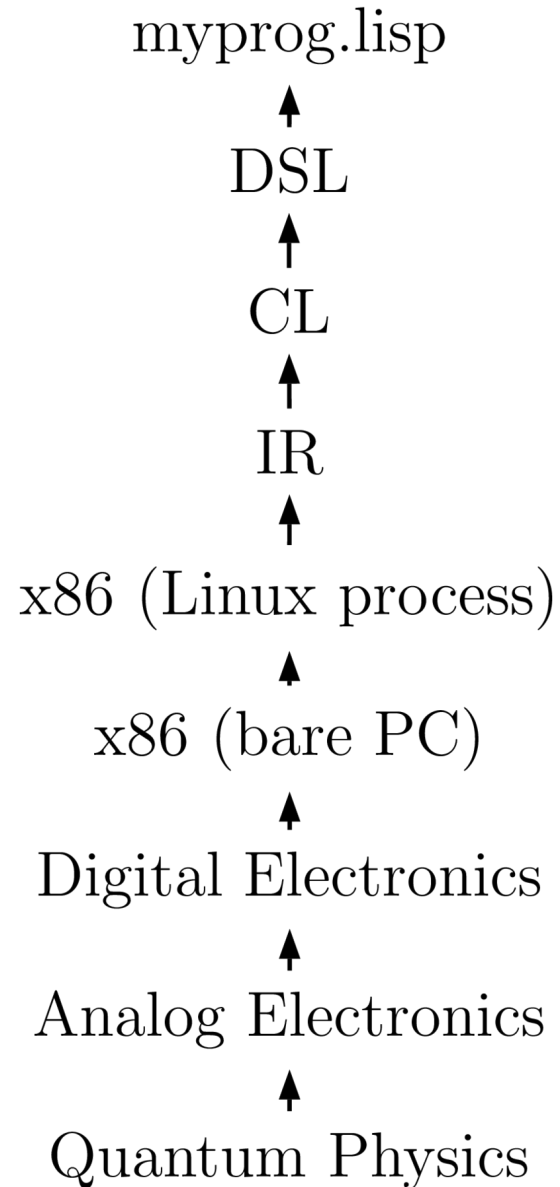 myprog.lisp
DSL
CL
IR
x86 (Linux process)
x86 (bare PC)
Digital Electronics
Analog Electronics
Quantum Physics